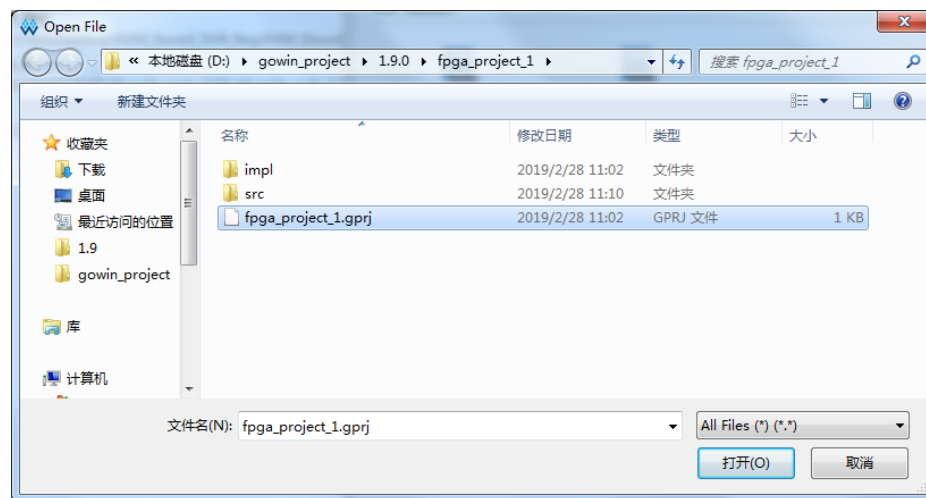 Open File
« 本地磁盘 (D:) ▸ gowin_project ▸ 1.9.0 ▸ fpga_project_1 ▸
搜索 fpga_project_1
组织 新建文件夹
收藏夹
下载
桌面
最近访问的位置
1.9
gowin_project
库
计算机
名称 修改日期 类型 大小
impl 2019/2/28 11:02 文件夹
src 2019/2/28 11:10 文件夹
fpga_project_1.gprj 2019/2/28 11:02 GPRJ 文件 1 KB
文件名(N): fpga_project_1.gprj All Files (*) (*.*)
打开(O) 取消